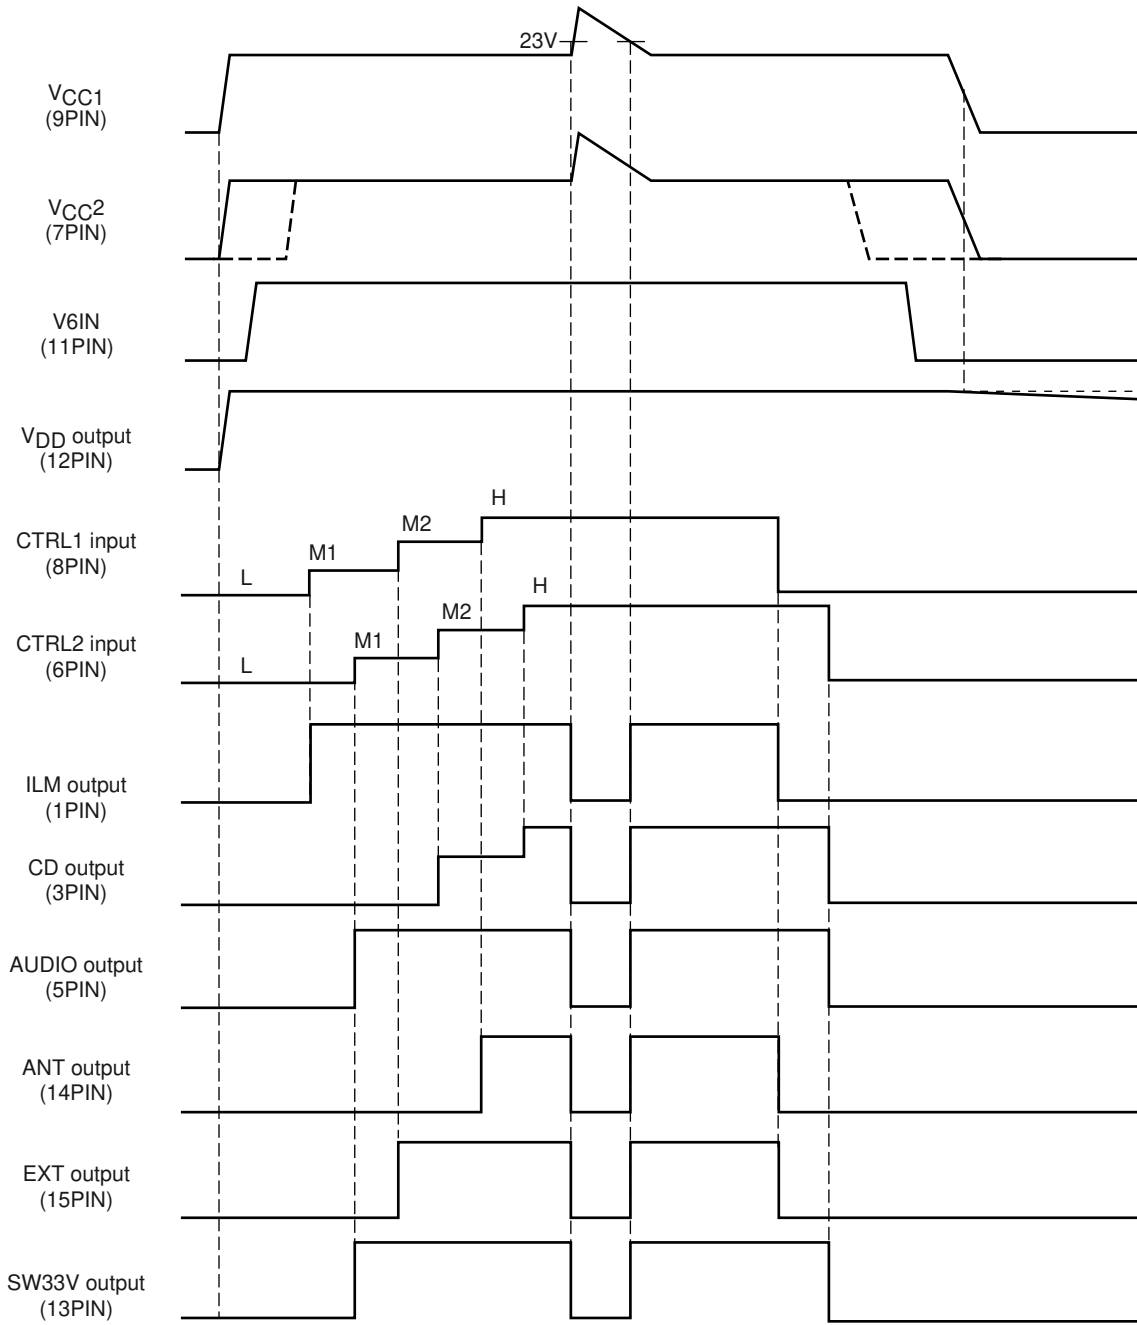 23V
VCC1
(9PIN)
VCC2
(7PIN)
V6IN
(11PIN)
VDD output
(12PIN)
H
M2
CTRL1 input
(8PIN)
M1
L
H
M2
CTRL2 input
(6PIN)
M1
L
ILM output
(1PIN)
CD output
(3PIN)
AUDIO output
(5PIN)
ANT output
(14PIN)
EXT output
(15PIN)
SW33V output
(13PIN)